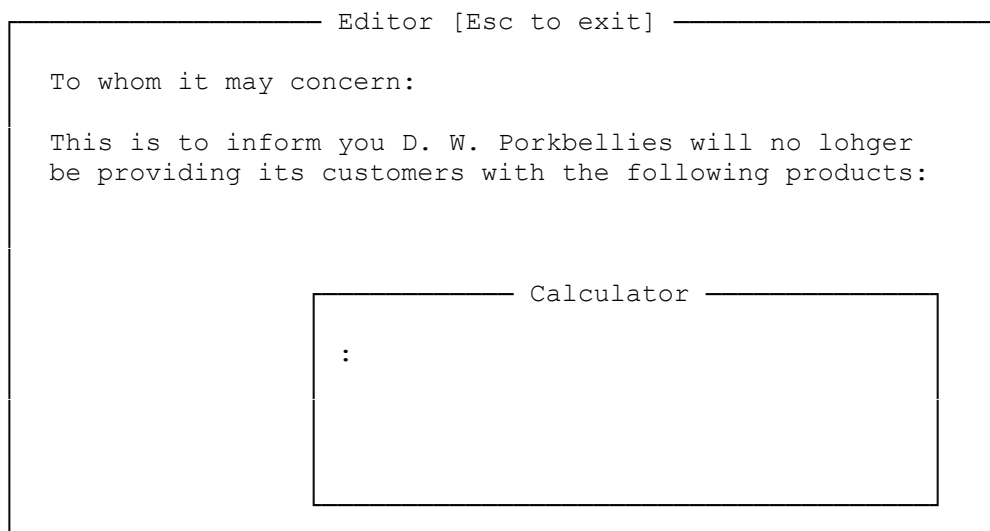 Editor [Esc to exit]
To whom it may concern:
This is to inform you D. W. Porkbellies will no lohger
be providing its customers with the following products:
Calculator
: